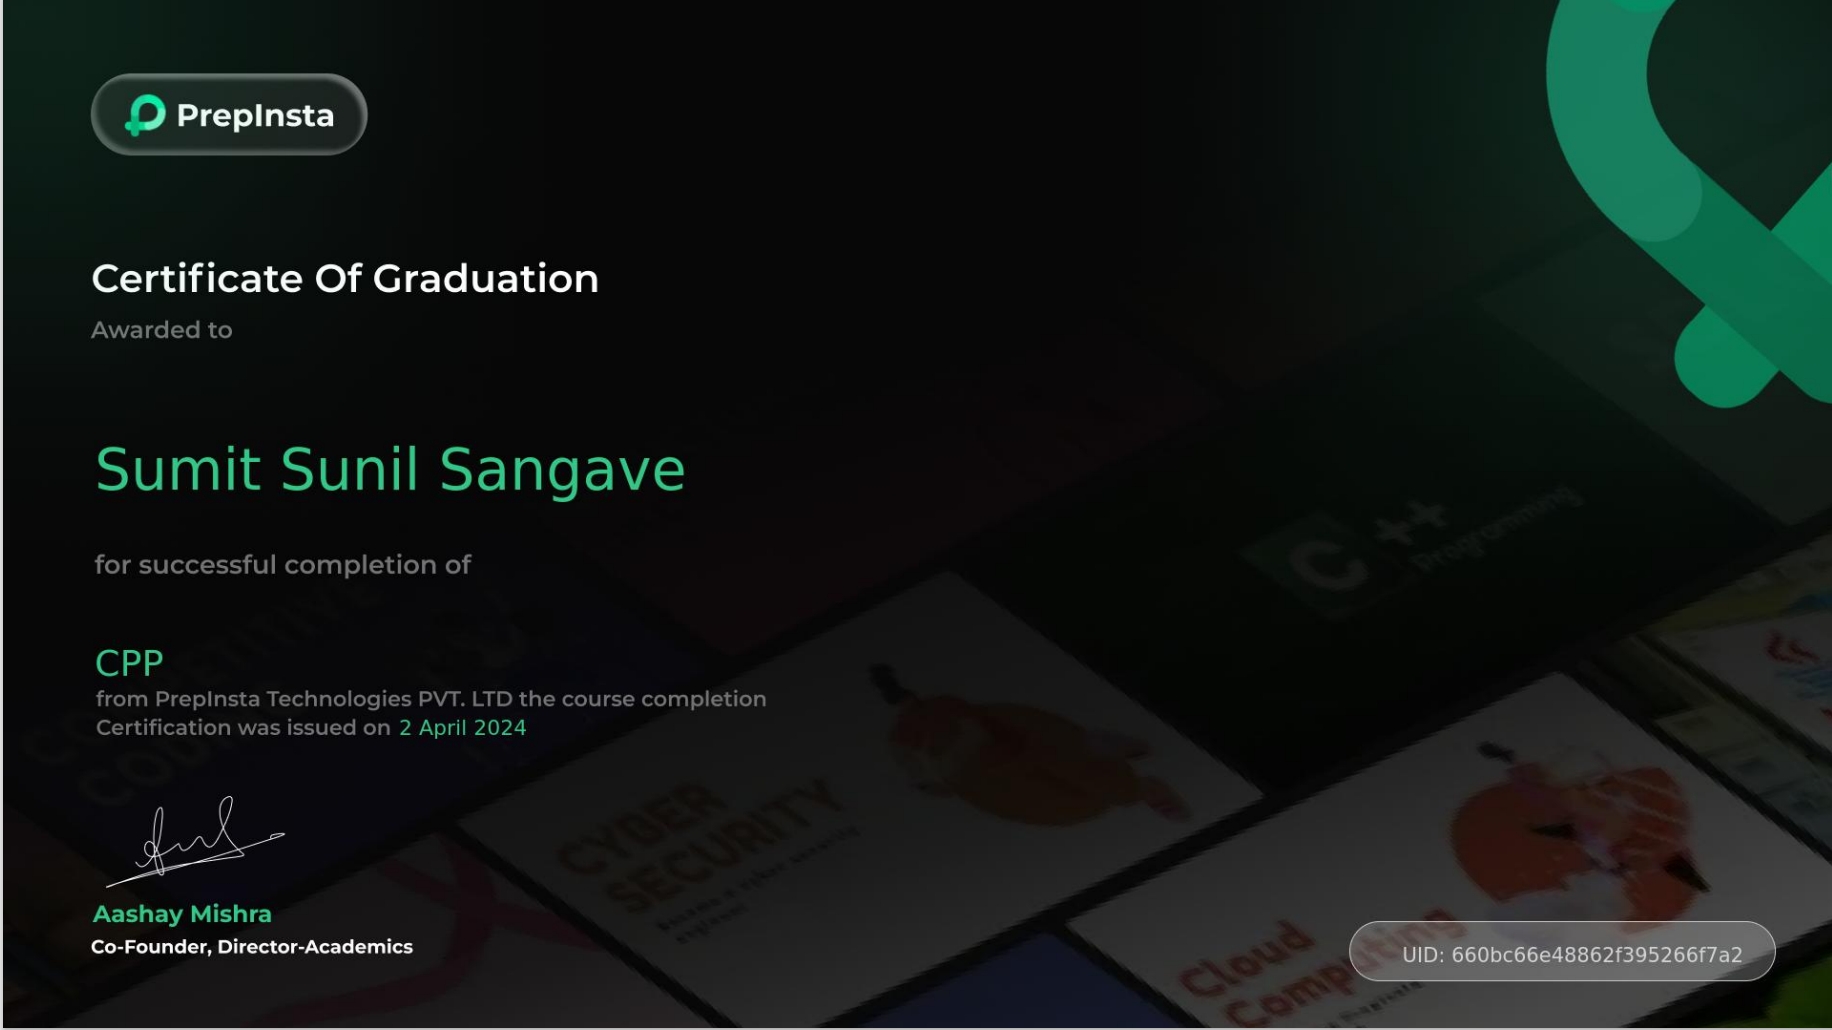 PrepInsta
Certificate Of Graduation
Awarded to
Sumit Sunil Sangave
for successful completion of
CPP
from PrepInsta Technologies PVT. LTD the course completion
Certification was issued on 2 April 2024
Aashay Mishra
Co-Founder, Director-Academics
C++
Programming
CYBER
SECURITY
Cloud
Computing
UID: 660bc66e48862f395266f7a2